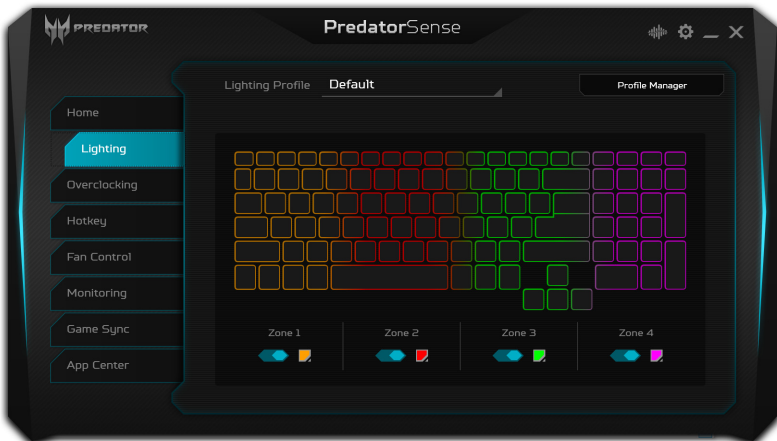 PREDATOR
PredatorSense
Lighting Profile Default
Profile Manager
Home
Lighting
Overclocking
Hotkey
Fan Control
Monitoring
Game Sync
App Center
Zone 1
Zone 2
Zone 3
Zone 4